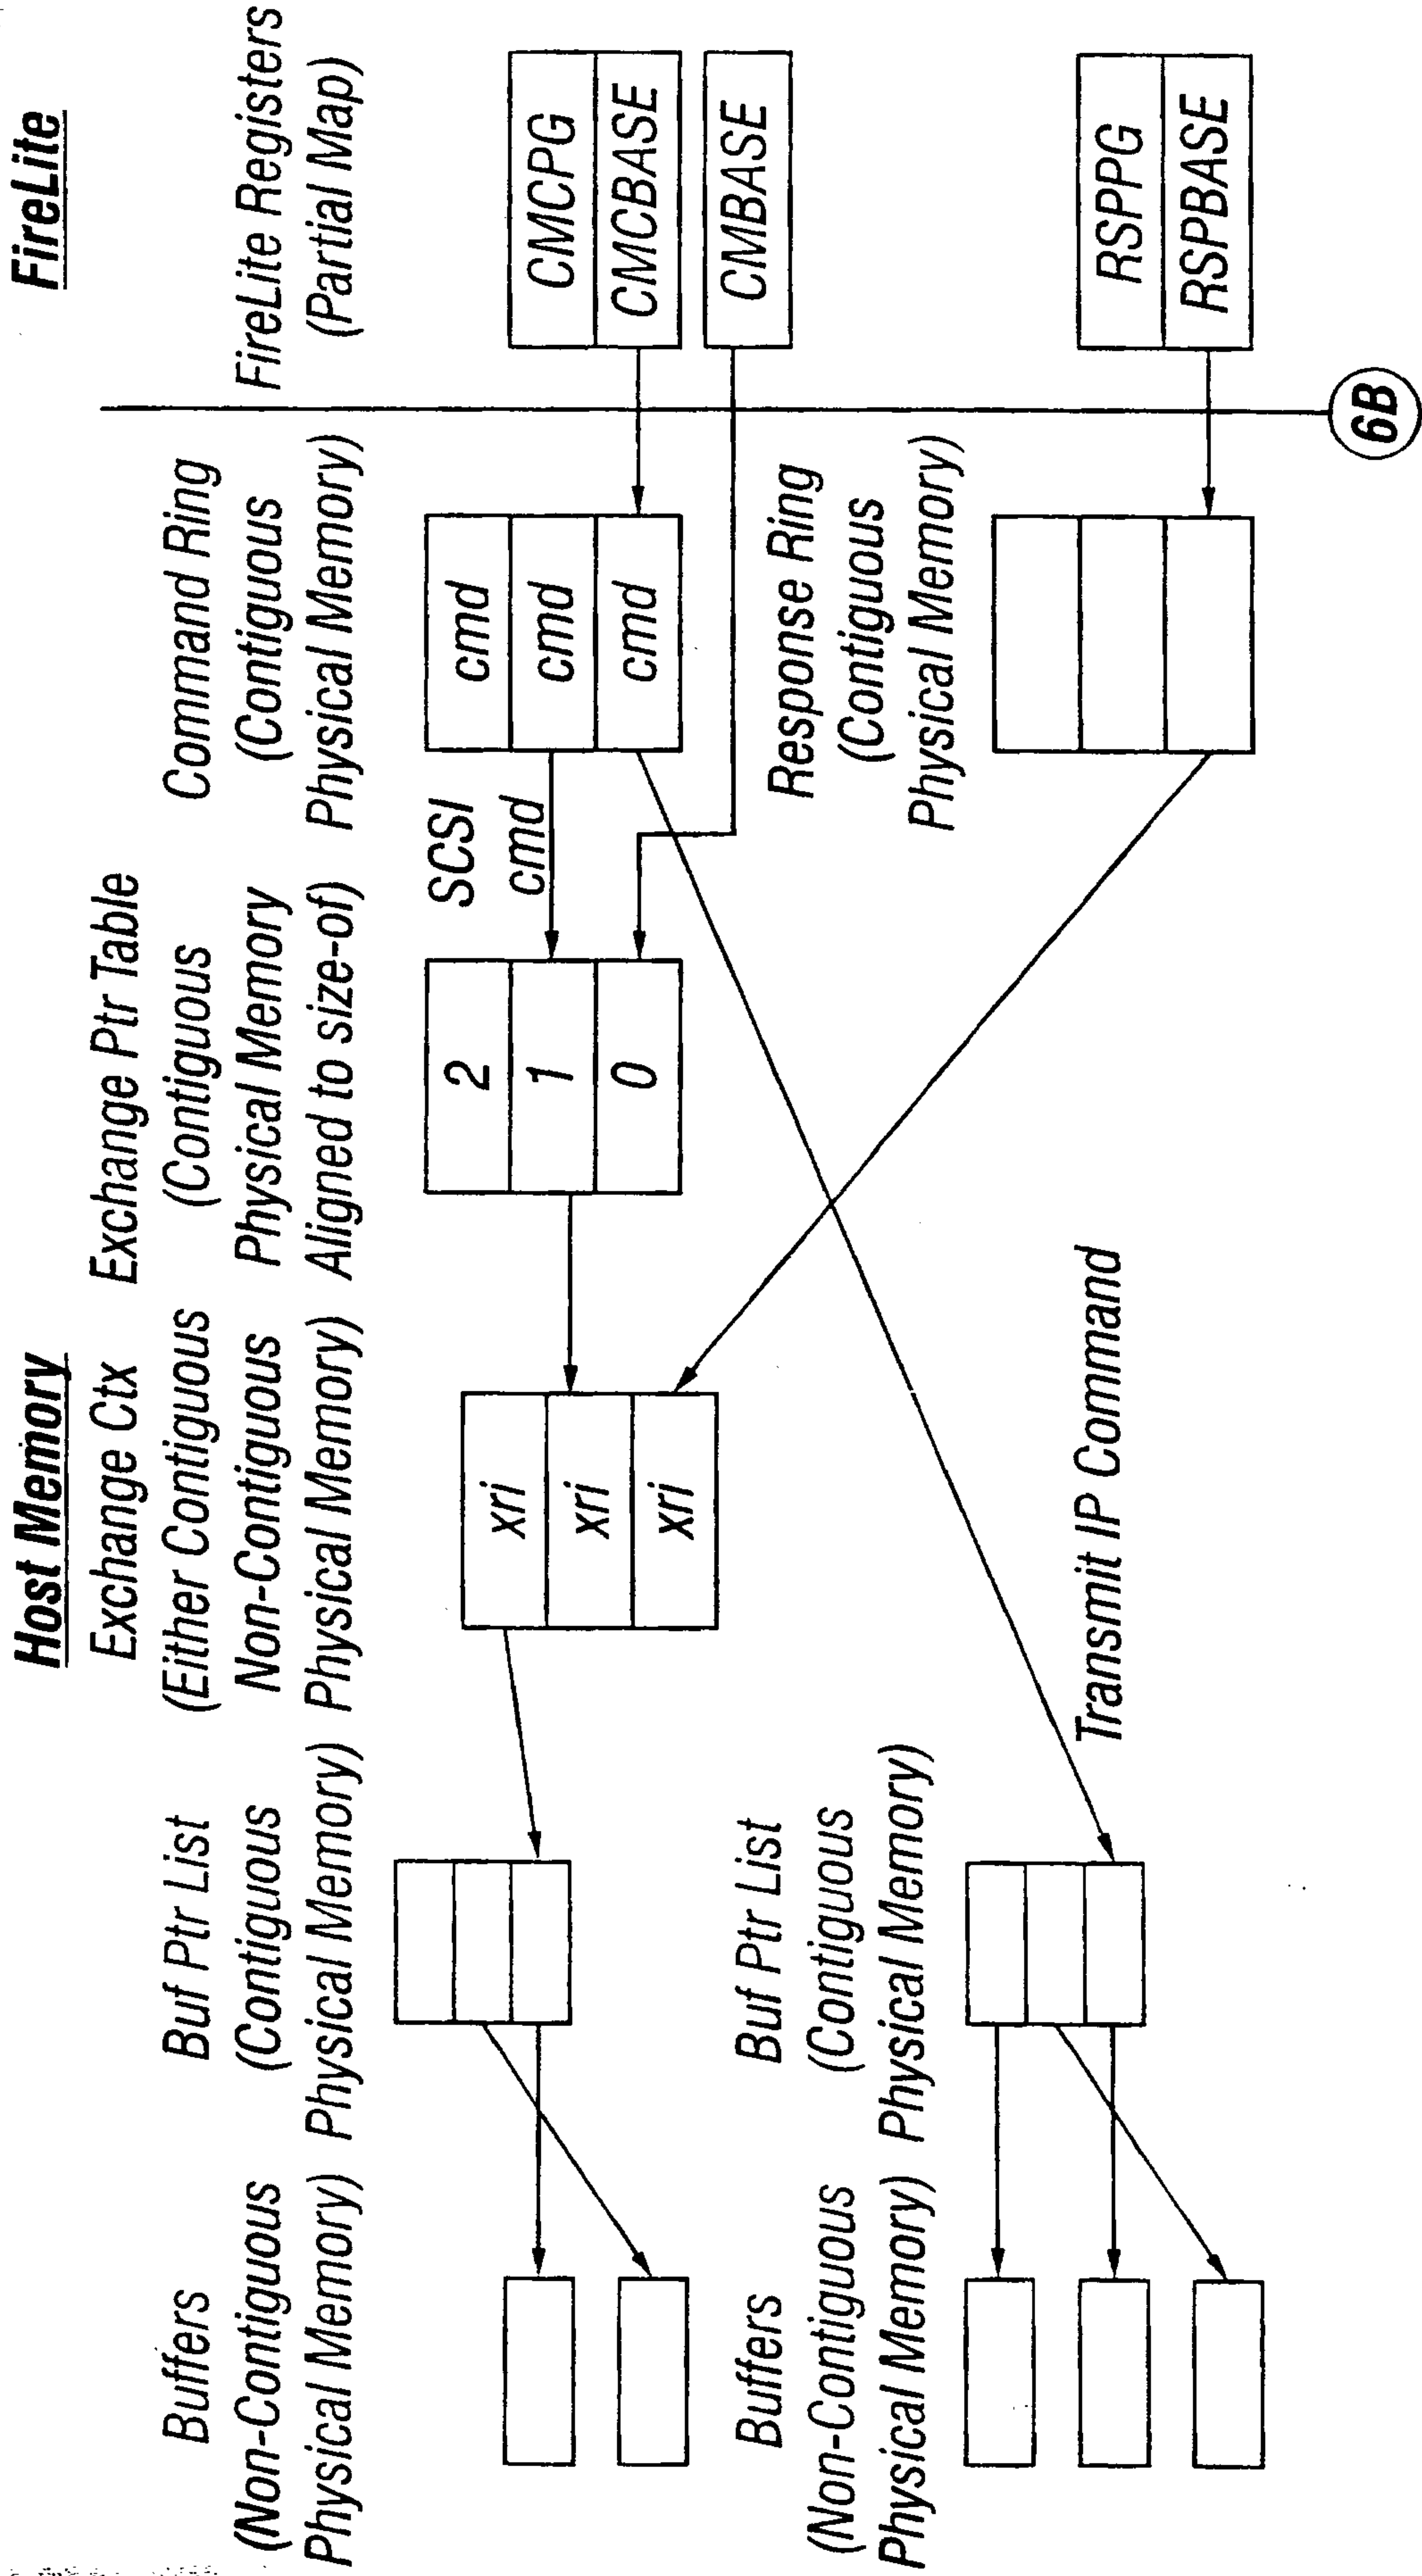 Host Memory
FireLite
Buffers
(Non-Contiguous
Physical Memory)
Buf Ptr List
(Contiguous
Physical Memory)
Exchange Ctx
(Either Contiguous
Non-Contiguous
Physical Memory)
Exchange Ptr Table
(Contiguous
Physical Memory
Aligned to size-of)
Command Ring
(Contiguous
Physical Memory)
FireLite Registers
(Partial Map)
xri
xri
xri
2
1
0
SCSI
cmd
cmd
cmd
cmd
CMCPG
CMCBASE
CMBASE
Buffers
(Non-Contiguous
Physical Memory)
Buf Ptr List
(Contiguous
Physical Memory)
Transmit IP Command
Response Ring
(Contiguous
Physical Memory)
RSPPG
RSPBASE
6B